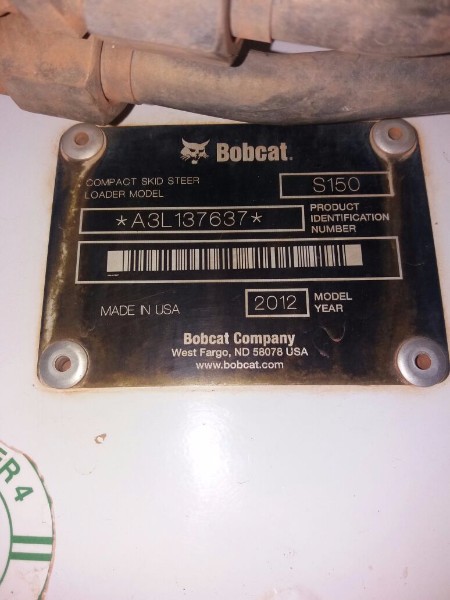 Bobcat.
COMPACT SKID STEER
LOADER MODEL
S150
*A3L137637*
PRODUCT
IDENTIFICATION
NUMBER
MADE IN USA
2012
MODEL
YEAR
Bobcat Company
West Fargo, ND 58078 USA
www.bobcat.com
ER 4